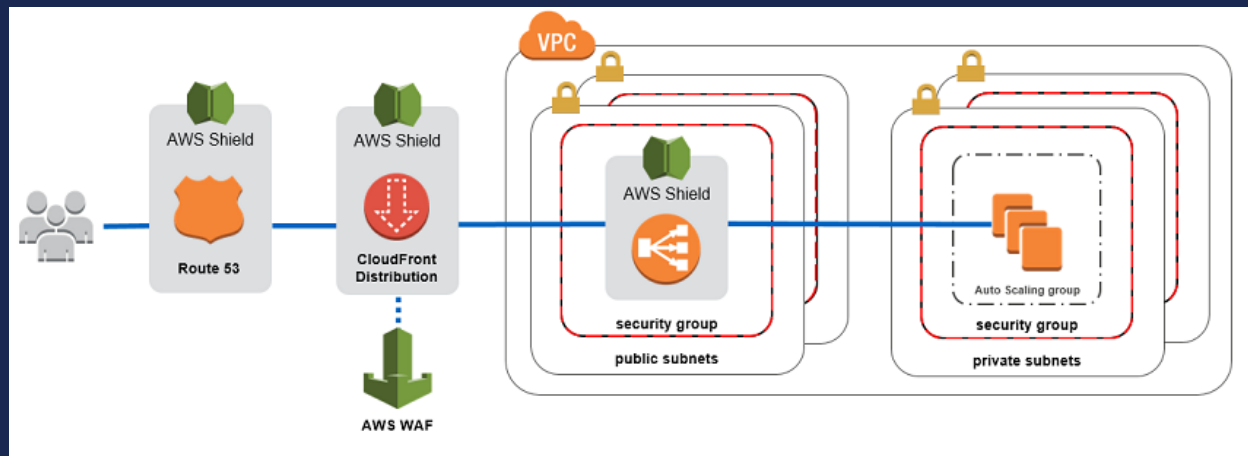 VPC
AWS Shield
Route 53
AWS Shield
CloudFront
Distribution
AWS WAF
AWS Shield
security group
public subnets
Auto Scaling group
security group
private subnets